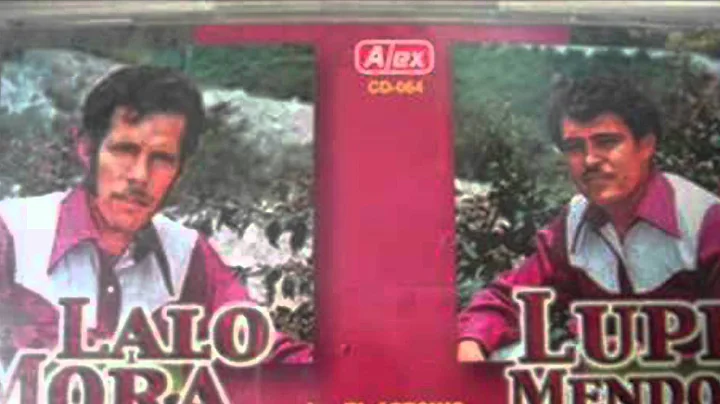 Alex
CD-064
LALO
MORA
LUPE
MENDO